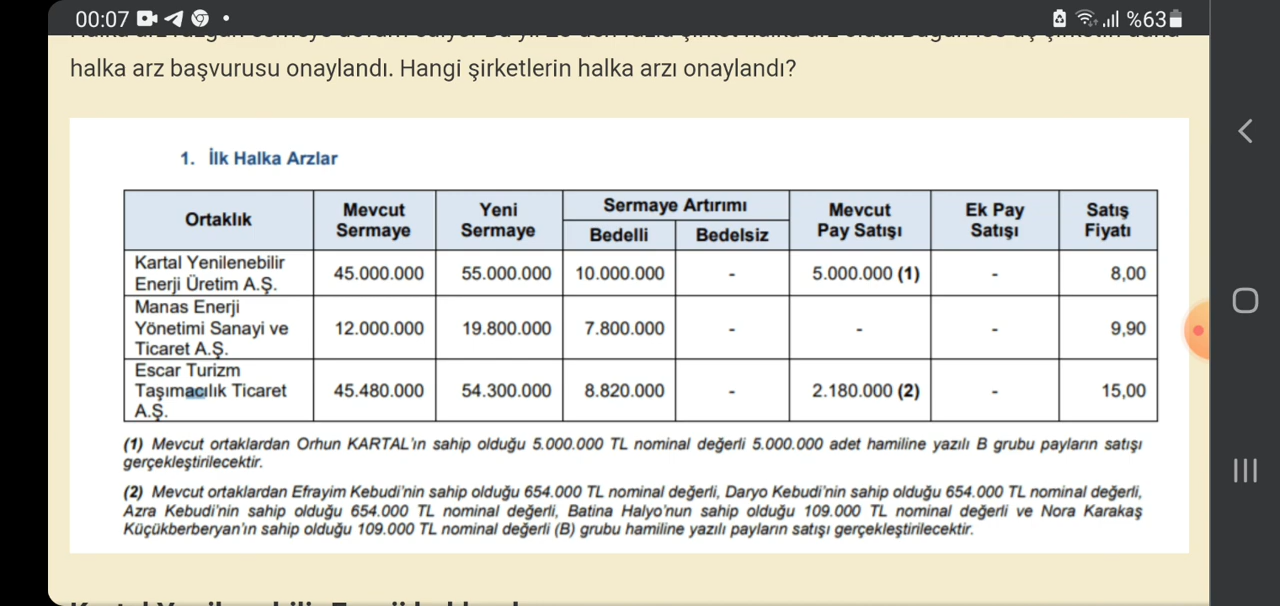 00:07 %63
halka arz başvurusu onaylandı. Hangi şirketlerin halka arzı onaylandı?
1. İlk Halka Arzlar
Ortaklık Mevcut Sermaye Yeni Sermaye Sermaye Artırımı Mevcut Pay Satışı Ek Pay Satışı Satış Fiyatı
Bedelli Bedelsiz
Kartal Yenilenebilir
Enerji Üretim A.Ş. 45.000.000 55.000.000 10.000.000 - 5.000.000 (1) - 8,00
Manas Enerji
Yönetimi Sanayi ve 12.000.000 19.800.000 7.800.000 - - - 9,90
Ticaret A.Ş.
Escar Turizm
Taşımacılık Ticaret 45.480.000 54.300.000 8.820.000 - 2.180.000 (2) - 15,00
A.Ş.
(1) Mevcut ortaklardan Orhun KARTAL'ın sahip olduğu 5.000.000 TL nominal değerli 5.000.000 adet hamiline yazılı B grubu payların satışı
gerçekleştirilecektir.
(2) Mevcut ortaklardan Efrayim Kebudi'nin sahip olduğu 654.000 TL nominal değerli, Daryo Kebudi'nin sahip olduğu 654.000 TL nominal değerli,
Azra Kebudi'nin sahip olduğu 654.000 TL nominal değerli, Batina Halyo'nun sahip olduğu 109.000 TL nominal değerli ve Nora Karakaş
Küçükberberyan'ın sahip olduğu 109.000 TL nominal değerli (B) grubu hamiline yazılı payların satışı gerçekleştirilecektir.